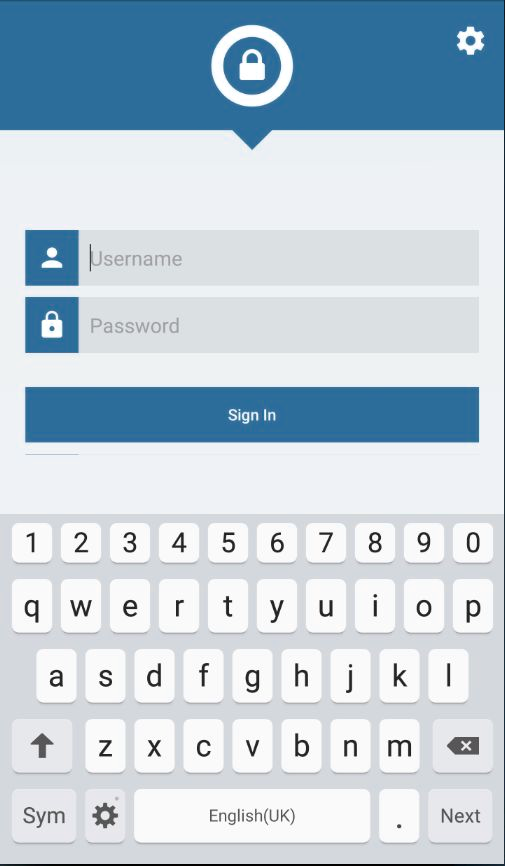 Username
Password
Sign In
1 2 3 4 5 6 7 8 9 0
q w e r t y u i o p
a s d f g h j k l
z x c v b n m
Sym English(UK) . Next